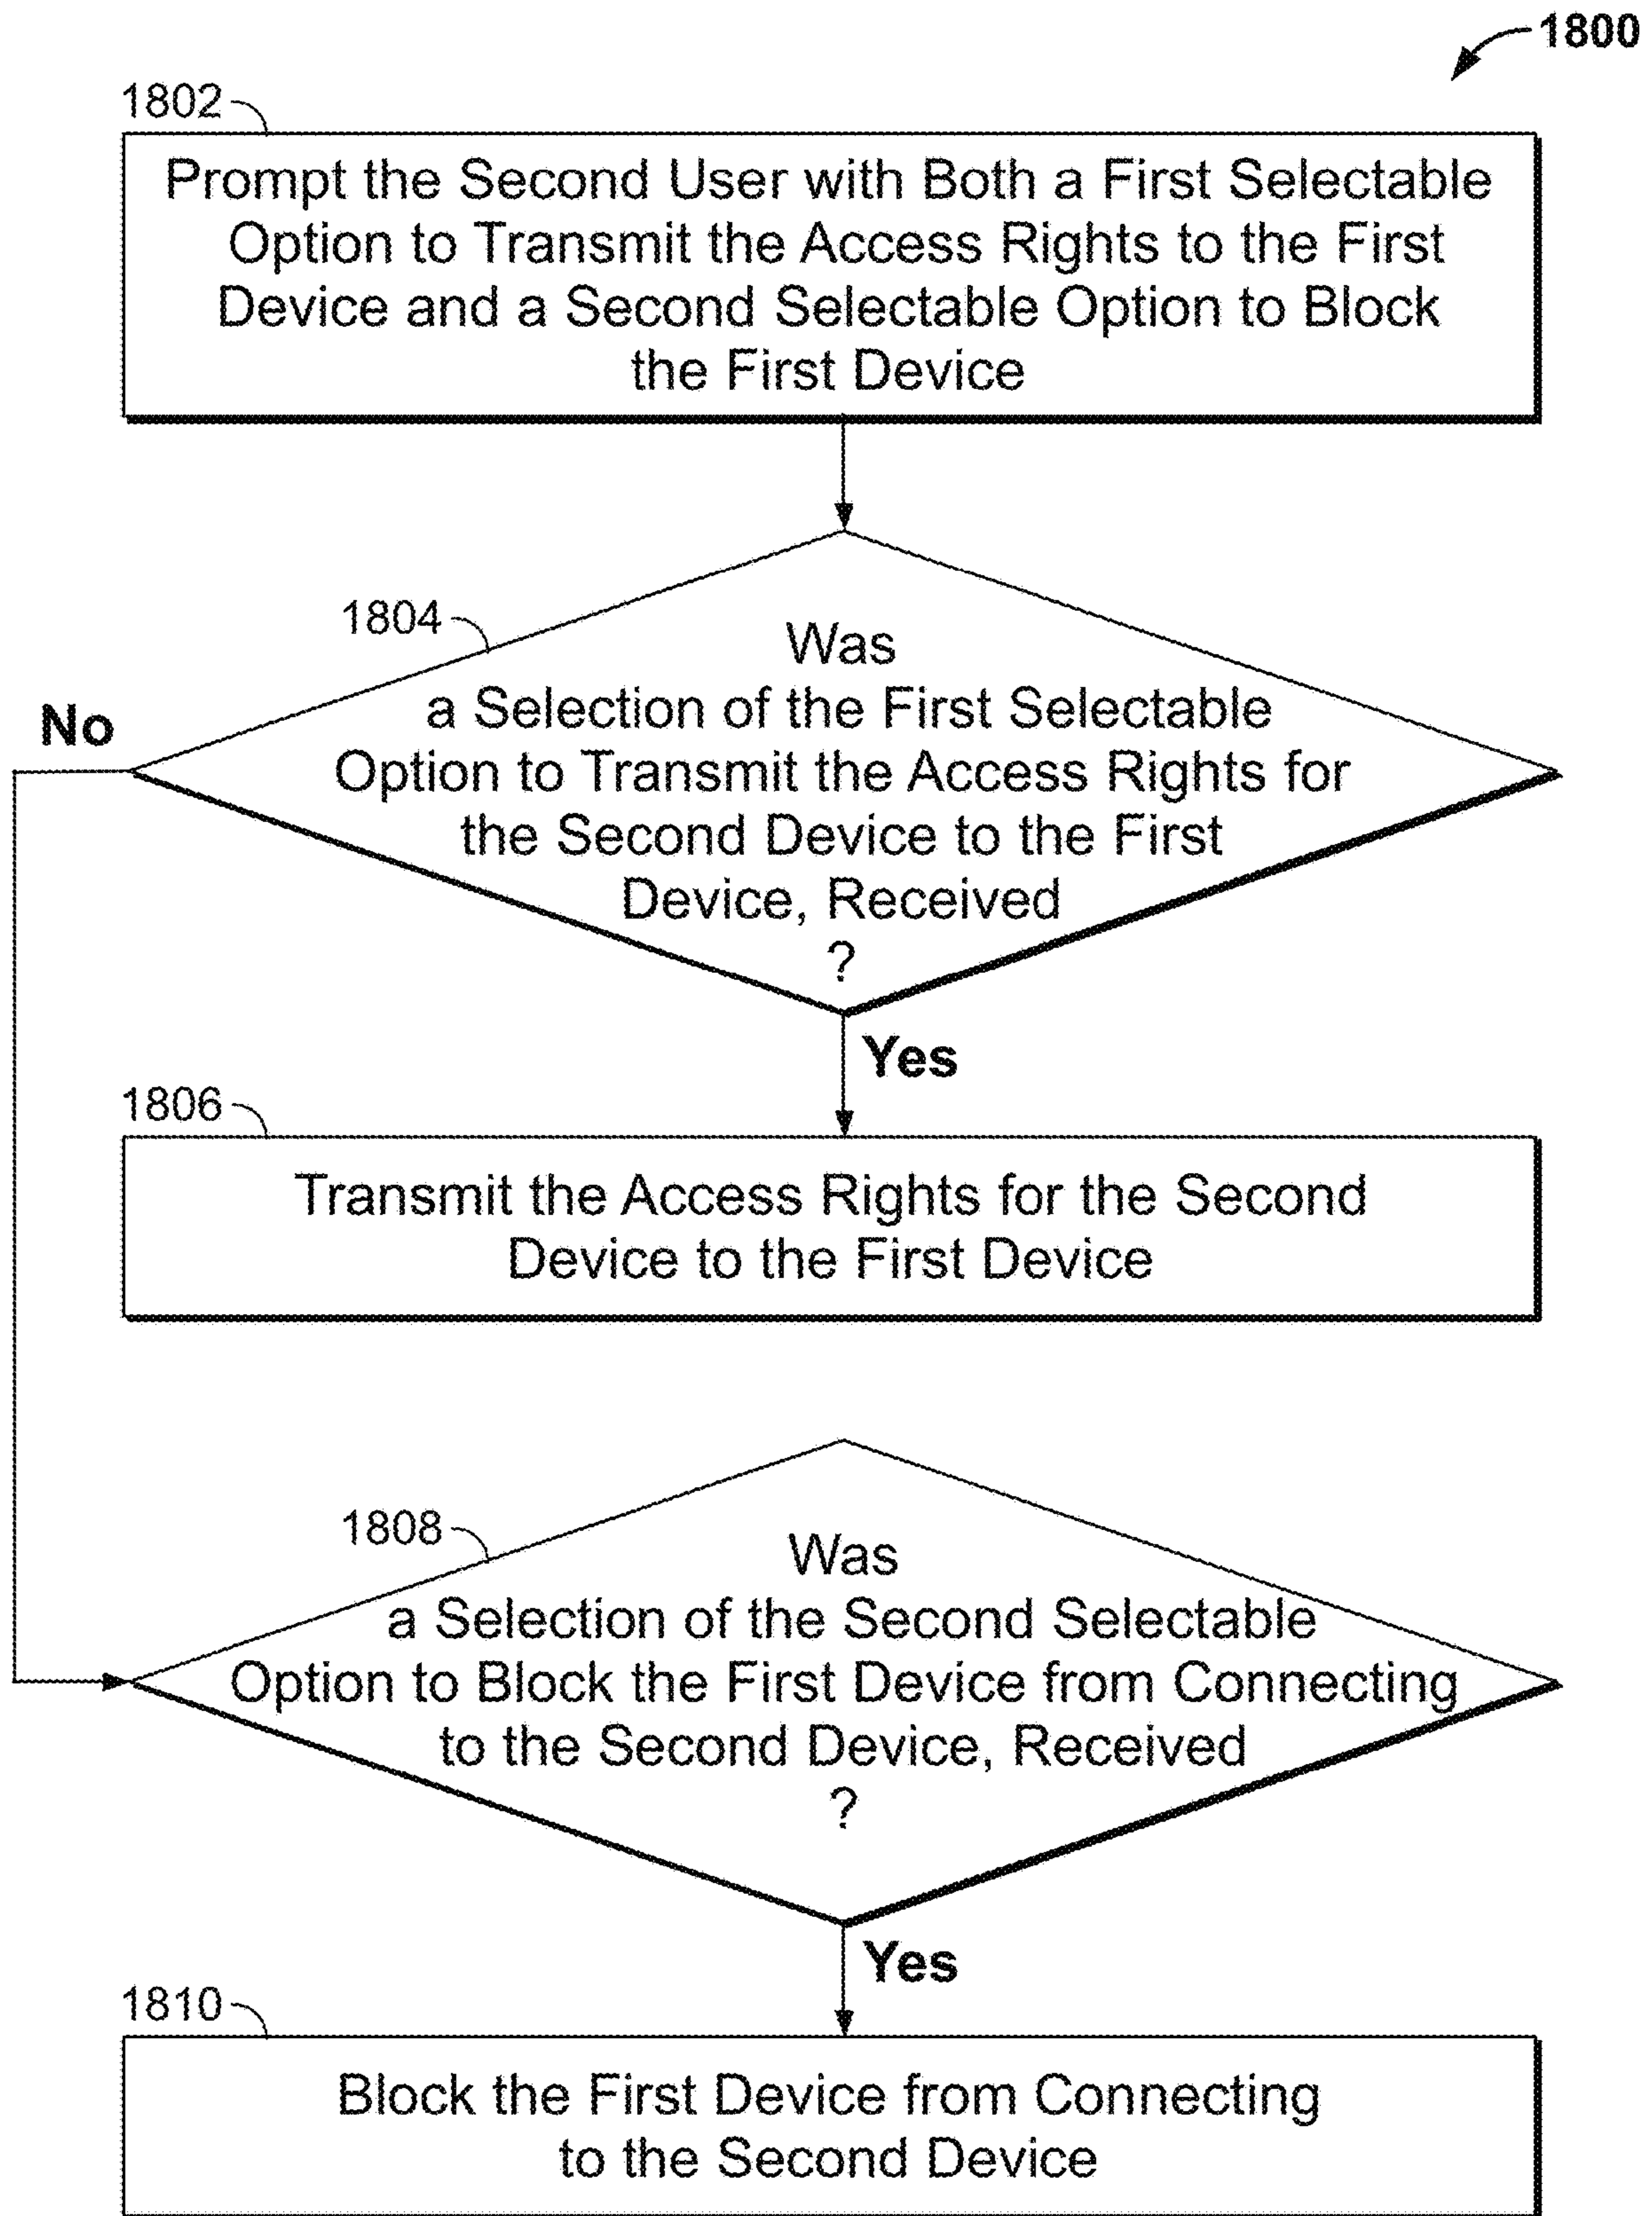 1800
1802
Prompt the Second User with Both a First Selectable
Option to Transmit the Access Rights to the First
Device and a Second Selectable Option to Block
the First Device
1804
Was
a Selection of the First Selectable
Option to Transmit the Access Rights for
the Second Device to the First
Device, Received
?
No
Yes
1806
Transmit the Access Rights for the Second
Device to the First Device
1808
Was
a Selection of the Second Selectable
Option to Block the First Device from Connecting
to the Second Device, Received
?
Yes
1810
Block the First Device from Connecting
to the Second Device